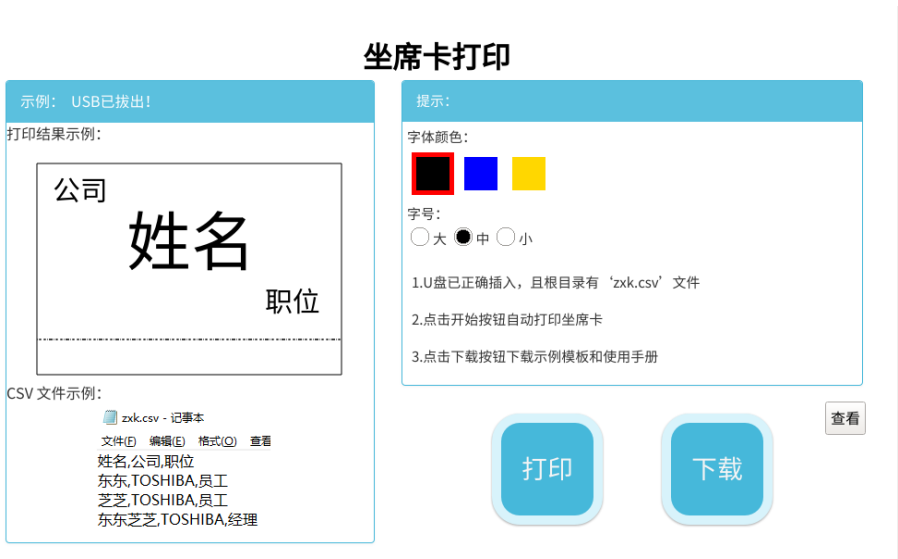 坐席卡打印
示例： USB已拔出！
打印结果示例：
公司
姓名
职位
CSV 文件示例：
zxk.csv - 记事本
文件(F) 编辑(E) 格式(O) 查看
姓名,公司,职位
东东,TOSHIBA,员工
芝芝,TOSHIBA,员工
东东芝芝,TOSHIBA,经理
提示：
字体颜色：
字号：
大 中 小
1.U盘已正确插入，且根目录有‘zxk.csv’文件
2.点击开始按钮自动打印坐席卡
3.点击下载按钮下载示例模板和使用手册
查看
打印
下载